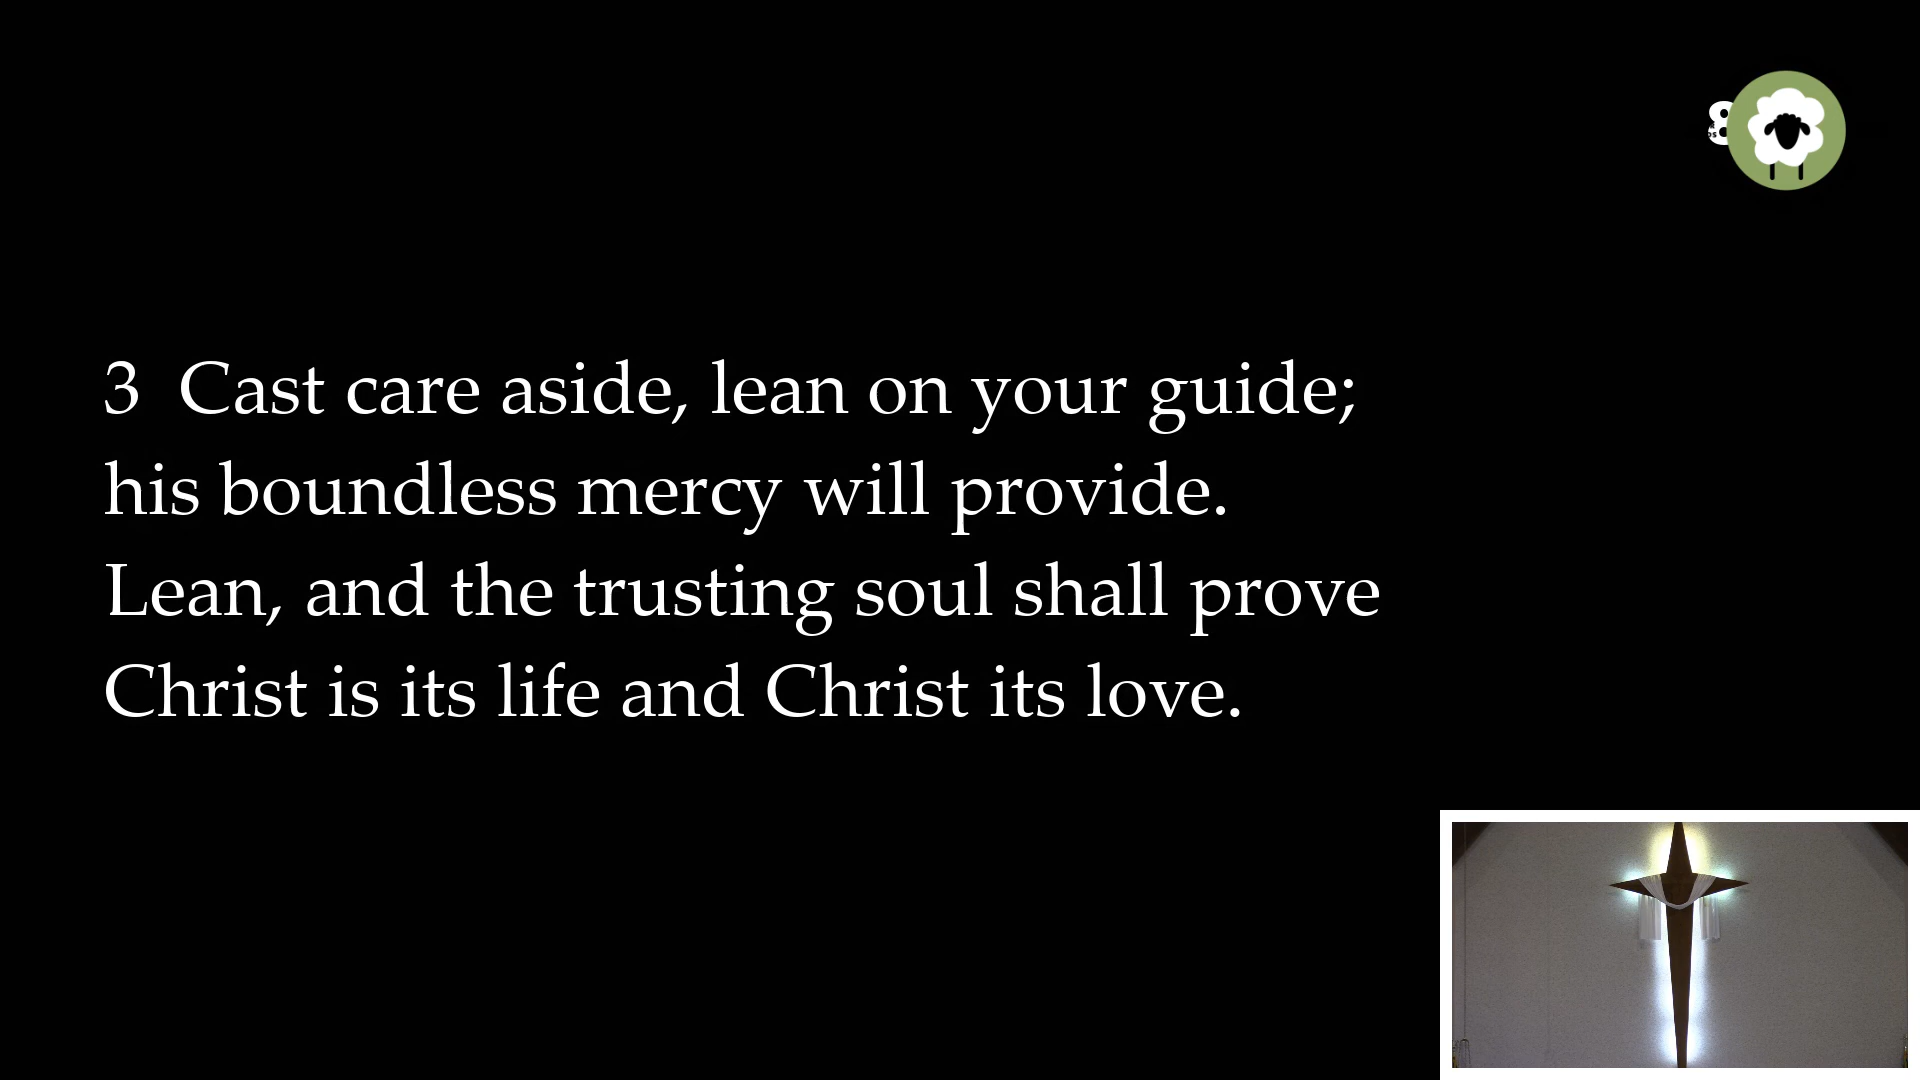 3 Cast care aside, lean on your guide;
his boundless mercy will provide.
Lean, and the trusting soul shall prove
Christ is its life and Christ its love.